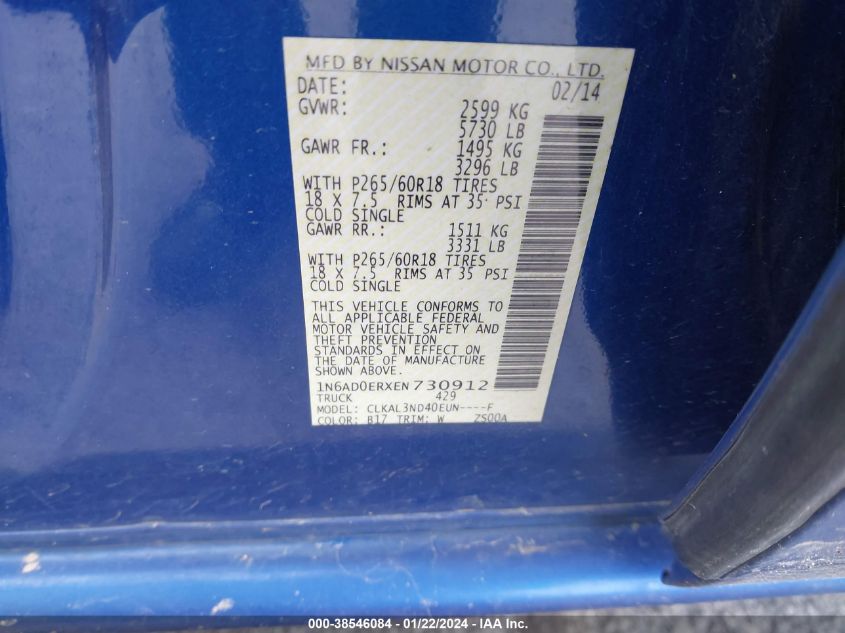 MFD BY NISSAN MOTOR CO., LTD.
DATE: 02/14
GVWR: 2599 KG
5730 LB
GAWR FR.: 1495 KG
3296 LB
WITH P265/60R18 TIRES
18 X 7.5 RIMS AT 35 PSI
COLD SINGLE
GAWR RR.: 1511 KG
3331 LB
WITH P265/60R18 TIRES
18 X 7.5 RIMS AT 35 PSI
COLD SINGLE
THIS VEHICLE CONFORMS TO
ALL APPLICABLE FEDERAL
MOTOR VEHICLE SAFETY AND
THEFT PREVENTION
STANDARDS IN EFFECT ON
THE DATE OF MANUFACTURE
SHOWN ABOVE.
1N6AD0ERXEN730912
TRUCK 429
MODEL: CLKAL3ND40EUN----F
COLOR: B17 TRIM: W ZS00A
000-38546084 - 01/22/2024 - IAA Inc.